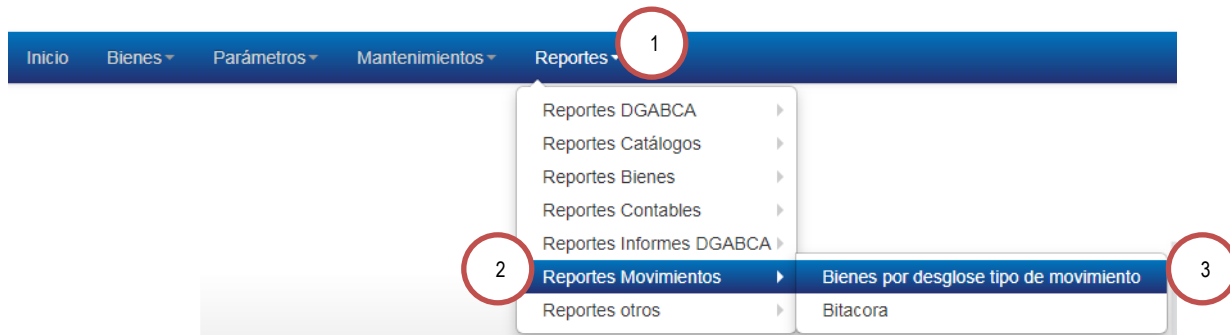 Inicio Bienes Parámetros Mantenimientos Reportes 1
Reportes DGABCA
Reportes Catálogos
Reportes Bienes
Reportes Contables
Reportes Informes DGABCA
2 Reportes Movimientos Bienes por desglose tipo de movimiento 3
Reportes otros Bitacora